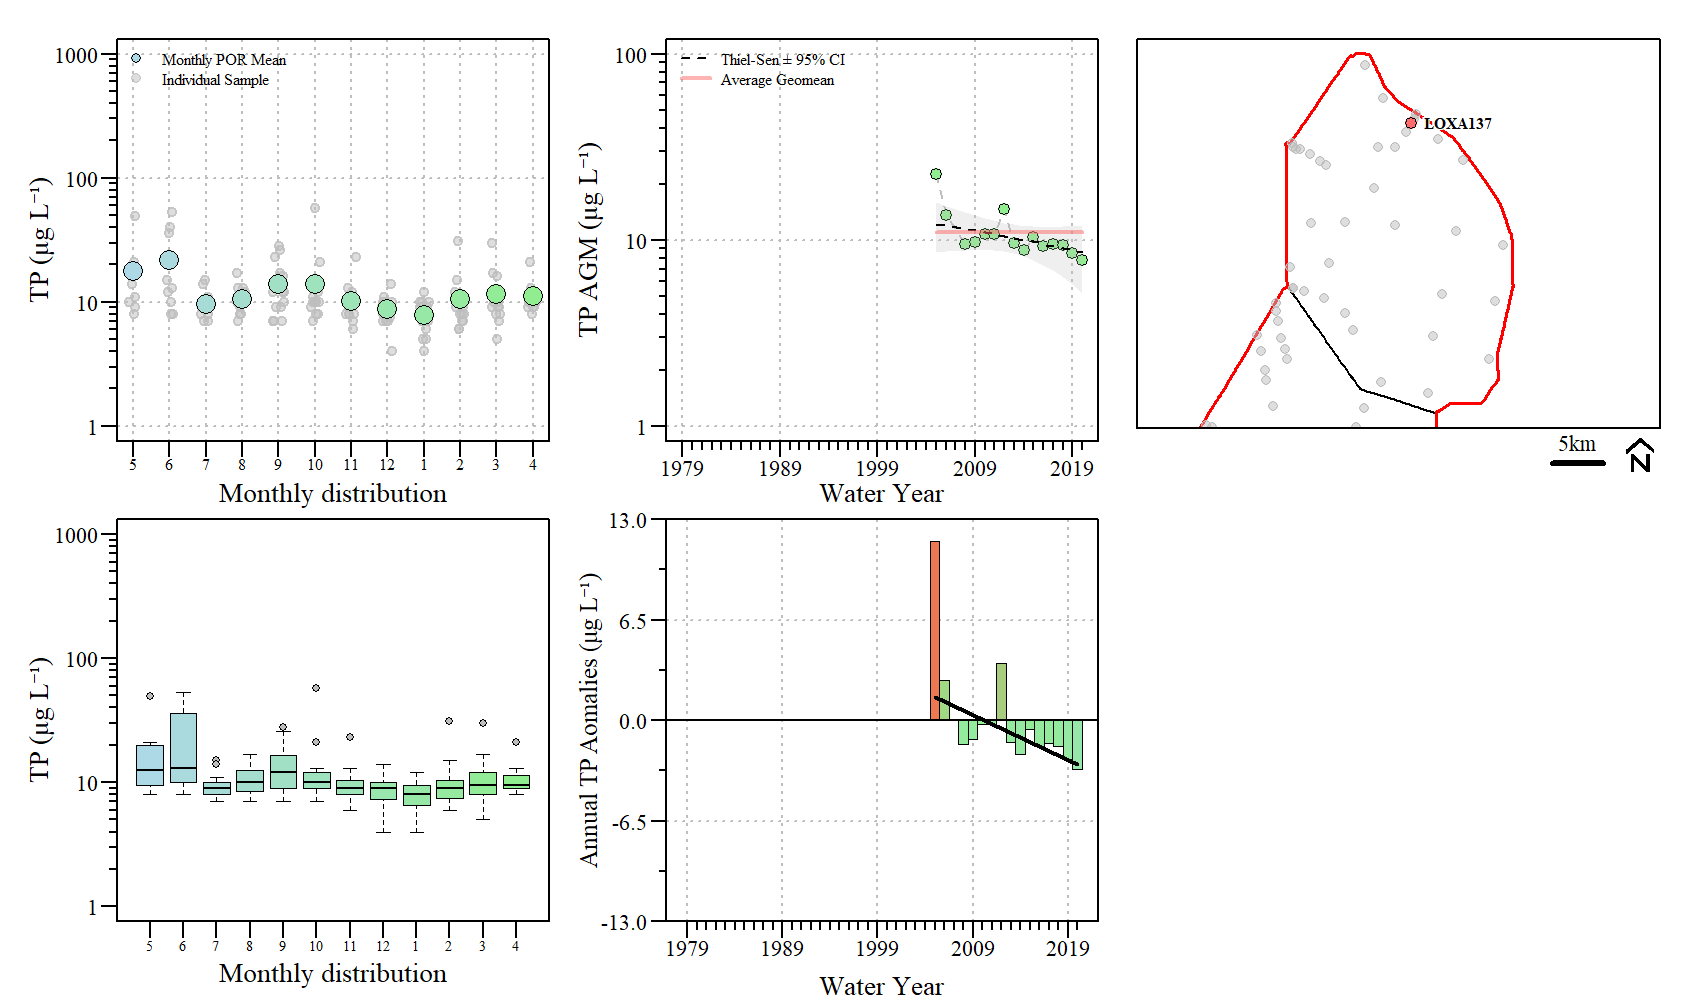 Monthly POR Mean
Individual Sample
1000
100
10
1
TP (µg L⁻¹)
5 6 7 8 9 10 11 12 1 2 3 4
Monthly distribution
Thiel-Sen ± 95% CI
Average Geomean
100
10
1
TP AGM (µg L⁻¹)
1979 1989 1999 2009 2019
Water Year
LOXA137
5km
N
1000
100
10
1
TP (µg L⁻¹)
5 6 7 8 9 10 11 12 1 2 3 4
Monthly distribution
13.0
6.5
0.0
-6.5
-13.0
Annual TP Aomalies (µg L⁻¹)
1979 1989 1999 2009 2019
Water Year